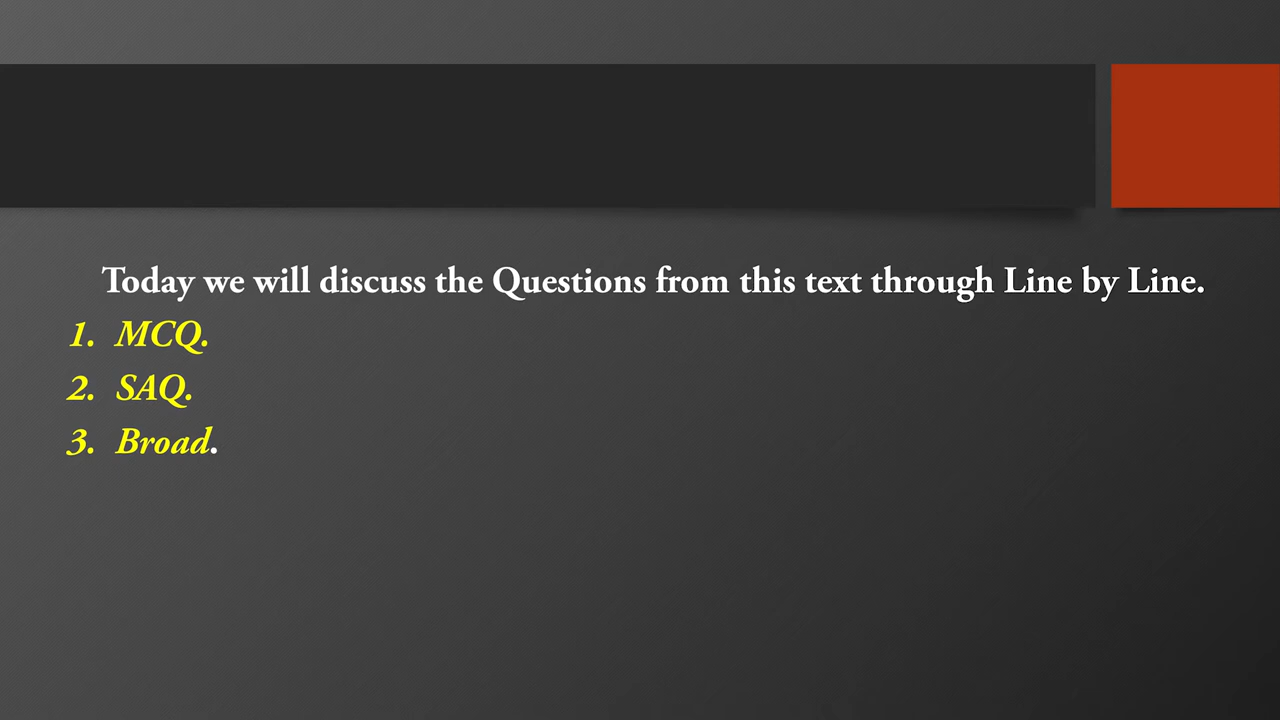 Today we will discuss the Questions from this text through Line by Line.
1. MCQ.
2. SAQ.
3. Broad.